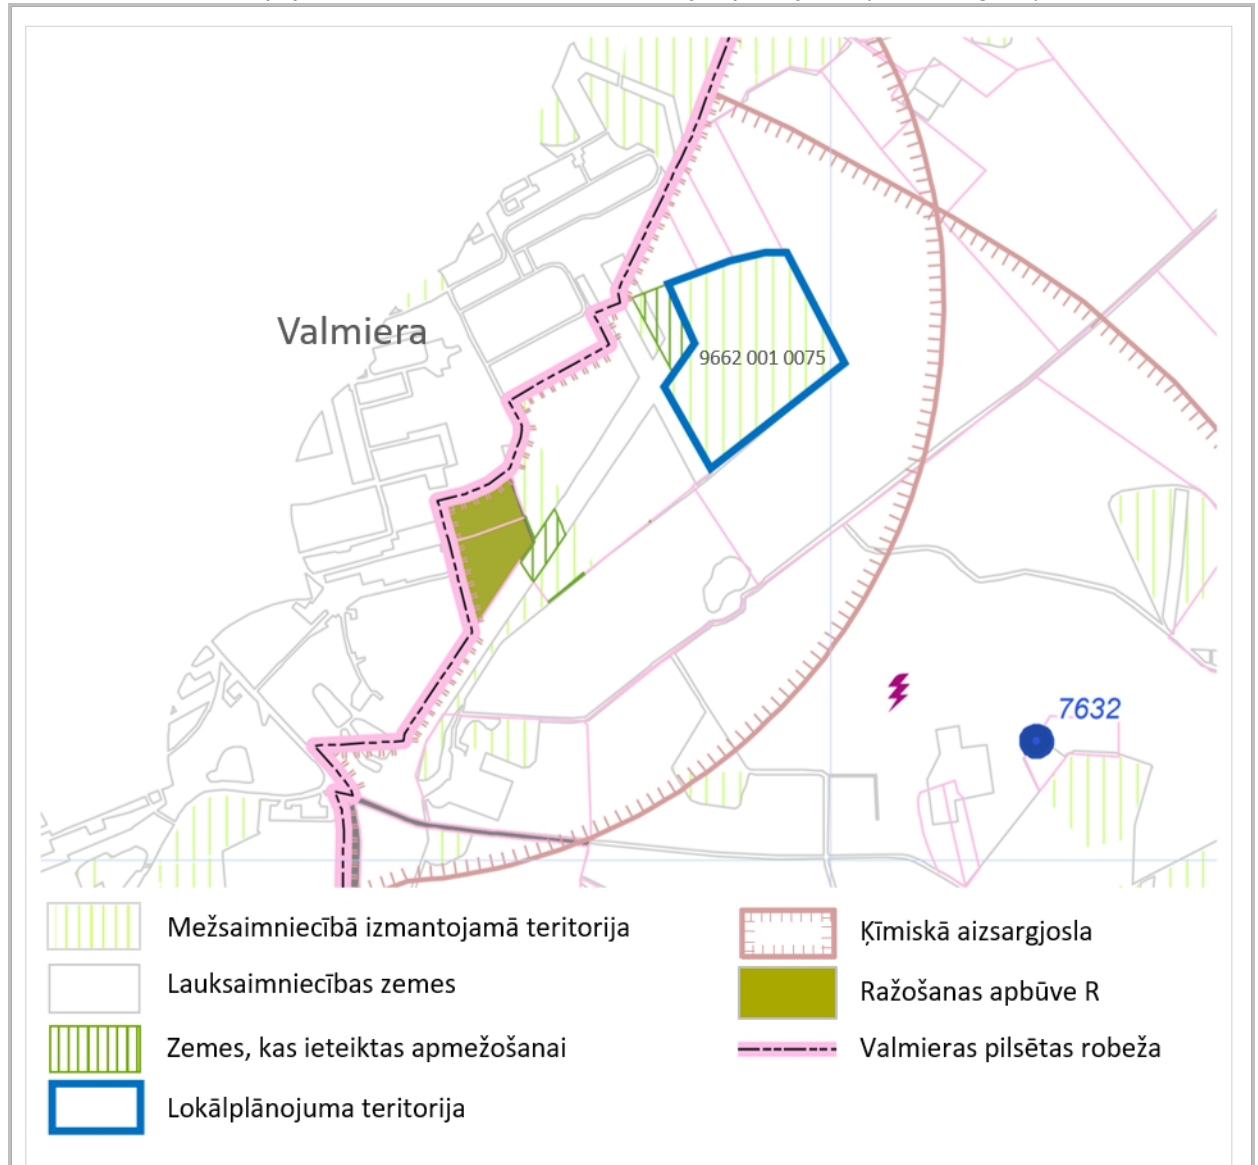 Valmiera
9662 001 0075
7632
Mežsaimniecībā izmantojamā teritorija
Lauksaimniecības zemes
Zemes, kas ieteiktas apmežošanai
Lokālplānojuma teritorija
Ķīmiskā aizsargjosla
Ražošanas apbūve R
Valmieras pilsētas robeža